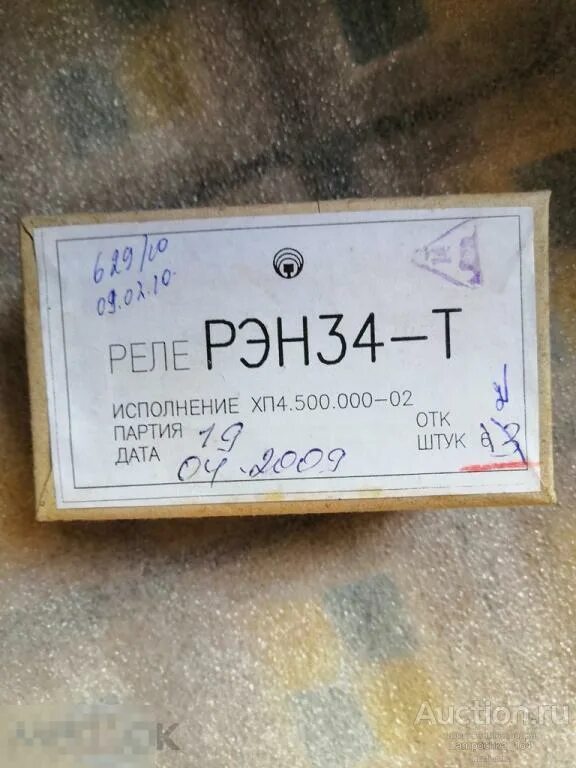 629/10
09.02.10
РЕЛЕ РЭН34-Т
ИСПОЛНЕНИЕ ХП4.500.000-02
ПАРТИЯ 19
ОТК
ДАТА 04.2009
ШТУК
Auction.ru